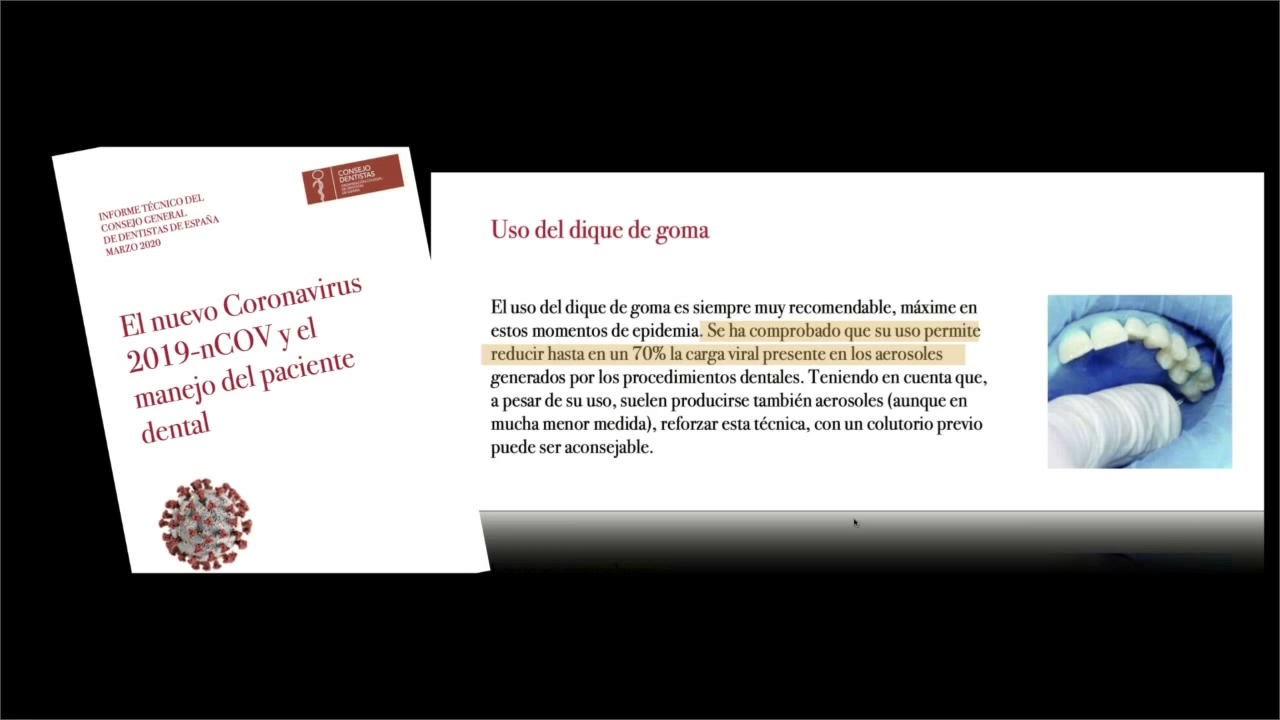 INFORME TÉCNICO DEL
CONSEJO GENERAL
DE DENTISTAS DE ESPAÑA
MARZO 2020
CONSEJO
DENTISTAS
El nuevo Coronavirus
2019-nCOV y el
manejo del paciente
dental
Uso del dique de goma
El uso del dique de goma es siempre muy recomendable, máxime en
estos momentos de epidemia. Se ha comprobado que su uso permite
reducir hasta en un 70% la carga viral presente en los aerosoles
generados por los procedimientos dentales. Teniendo en cuenta que,
a pesar de su uso, suelen producirse también aerosoles (aunque en
mucha menor medida), reforzar esta técnica, con un colutorio previo
puede ser aconsejable.